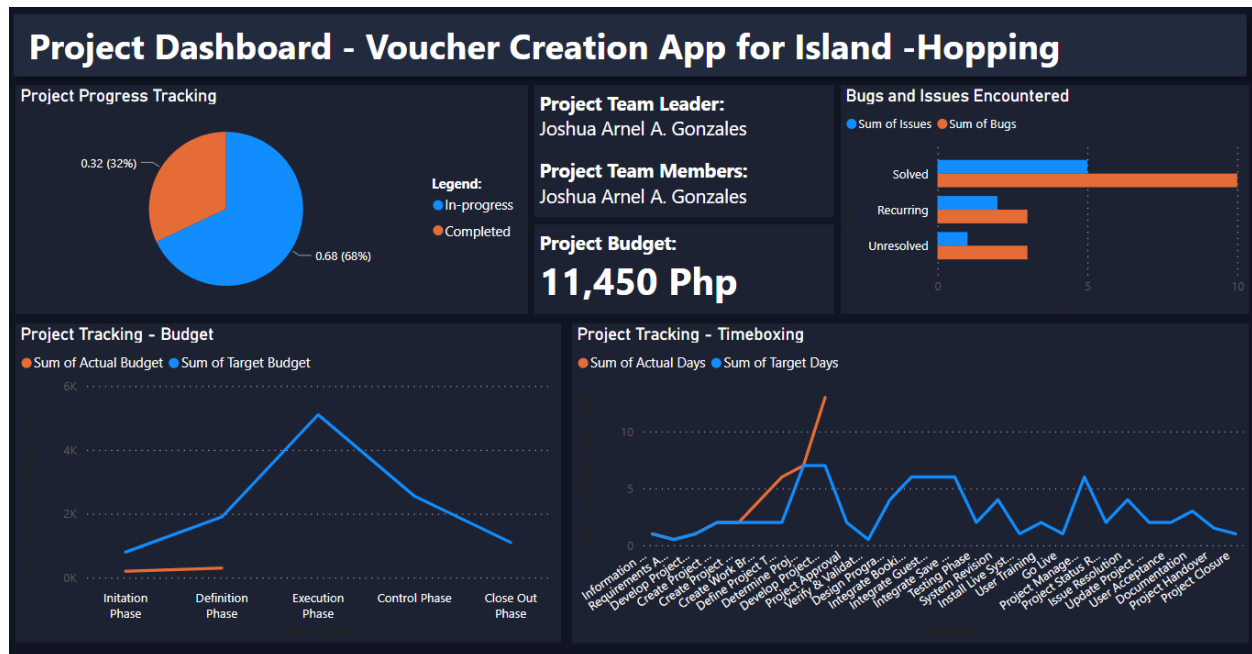 Project Dashboard - Voucher Creation App for Island -Hopping
Project Progress Tracking
0.32 (32%)
0.68 (68%)
Legend:
In-progress
Completed
Project Team Leader:
Joshua Arnel A. Gonzales
Project Team Members:
Joshua Arnel A. Gonzales
Project Budget:
11,450 Php
Bugs and Issues Encountered
Sum of Issues Sum of Bugs
Solved
Recurring
Unresolved
0 5 10
Project Tracking - Budget
Sum of Actual Budget Sum of Target Budget
6K
4K
2K
0K
Initation
Phase
Definition
Phase
Execution
Phase
Control Phase
Close Out
Phase
Project Tracking - Timeboxing
Sum of Actual Days Sum of Target Days
10
5
0
Information ...
Requirements A...
Develop Project...
Create Project ...
Create Project ...
Create Work Br...
Define Project T...
Determine Proj...
Develop Project...
Project Approval
Verify & Validat...
Design Progra...
Integrate Booki...
Integrate Guest...
Integrate Save ...
Testing Phase
System Revision
Install Live Syst...
User Training
Go Live
Project Manage...
Project Status R...
Issue Resolution
Update Project ...
User Acceptance
Documentation
Project Handover
Project Closure